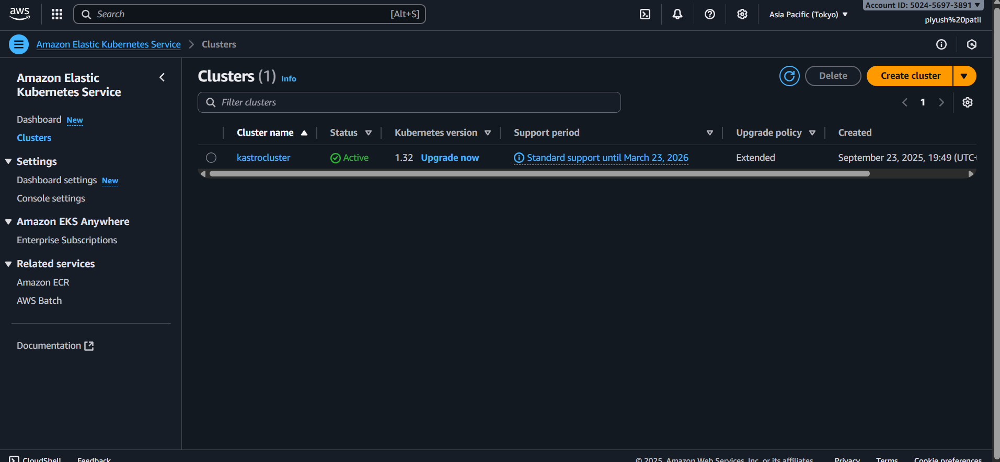 aws
Search [Alt+S]
Asia Pacific (Tokyo)
Account ID: 5024-5697-3891
piyush%20patil
Amazon Elastic Kubernetes Service
Clusters
Amazon Elastic
Kubernetes Service
Dashboard New
Clusters
Settings
Dashboard settings New
Console settings
Amazon EKS Anywhere
Enterprise Subscriptions
Related services
Amazon ECR
AWS Batch
Documentation
Clusters (1) Info
Delete
Create cluster
Filter clusters
1
Cluster name Status Kubernetes version Support period Upgrade policy Created
kastrocluster Active 1.32 Upgrade now Standard support until March 23, 2026 Extended September 23, 2025, 19:49 (UTC+
CloudShell Feedback © 2025, Amazon Web Services, Inc. or its affiliates. Privacy Terms Cookie preferences